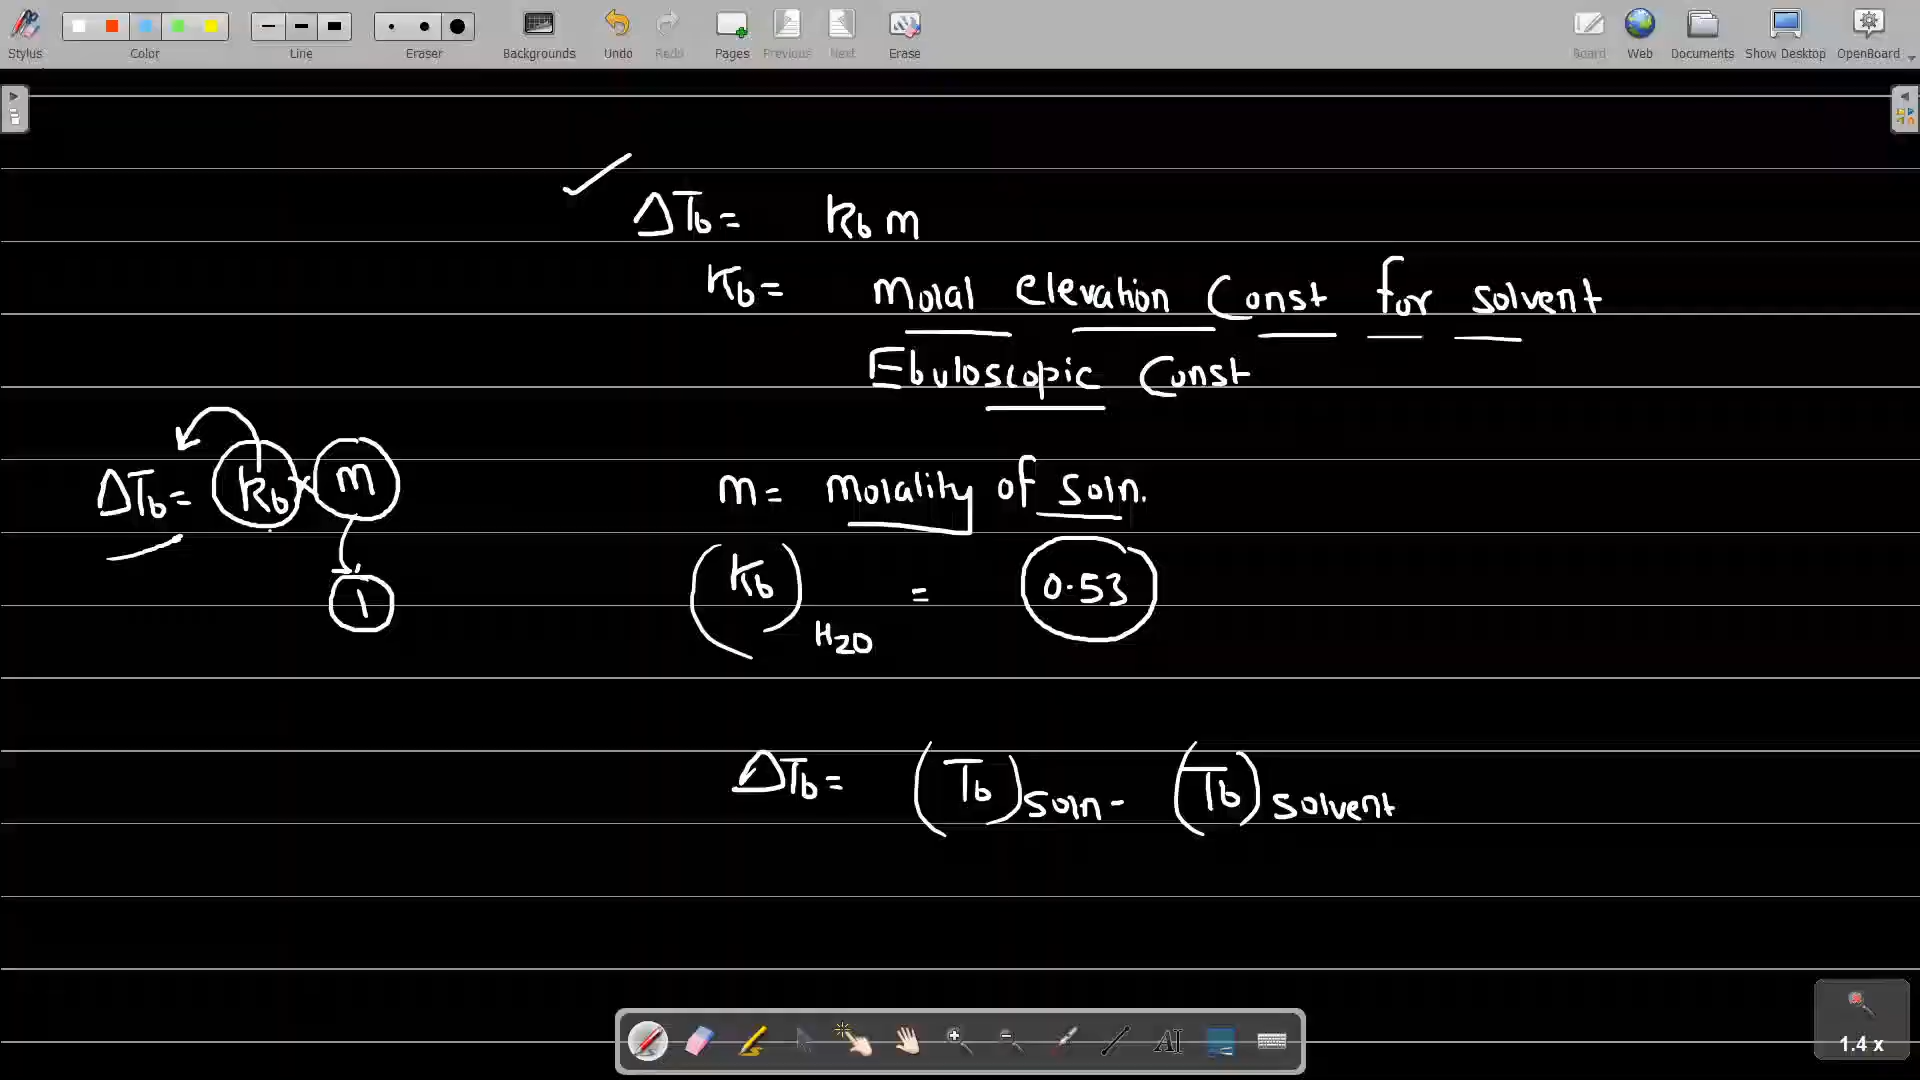 Stylus Color Line Eraser Backgrounds Undo Redo Pages Previous Next Erase Board Web Documents Show Desktop OpenBoard
ΔTb = Kb m
Kb = Molal elevation Const for solvent
Ebuloscopic Const
ΔTb = Kb × m
1
m = Molality of soln.
(Kb) H2O = 0.53
ΔTb = (Tb) soln - (Tb) solvent
AI
1.4 x